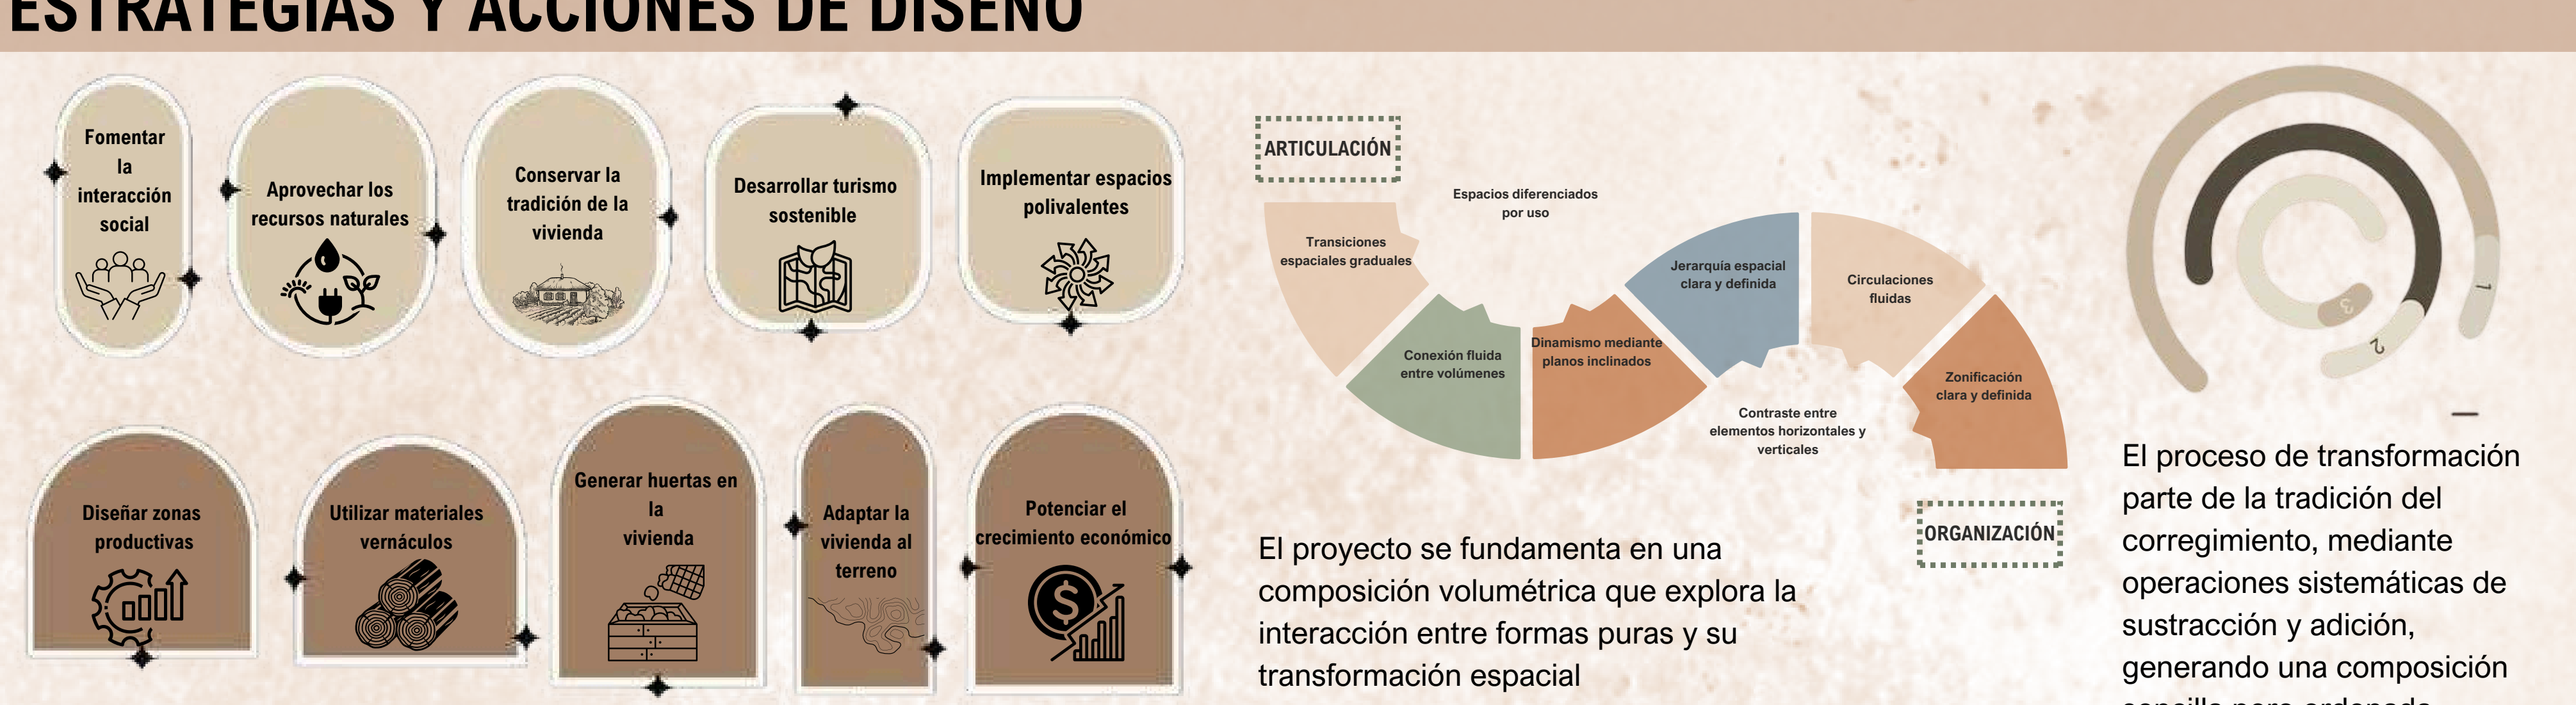 ESTRATEGIAS Y ACCIONES DE DISEÑO
Fomentar
la
interacción
social
Aprovechar los
recursos naturales
Conservar la
tradición de la
vivienda
Desarrollar turismo
sostenible
Implementar espacios
polivalentes
Diseñar zonas
productivas
Utilizar materiales
vernáculos
Generar huertas en
la
vivienda
Adaptar la
vivienda al
terreno
Potenciar el
crecimiento económico
$
ARTICULACIÓN
Transiciones
espaciales graduales
Espacios diferenciados
por uso
Conexión fluida
entre volúmenes
Dinamismo mediante
planos inclinados
Jerarquía espacial
clara y definida
Contraste entre
elementos horizontales y
verticales
Circulaciones
fluidas
Zonificación
clara y definida
ORGANIZACIÓN
El proyecto se fundamenta en una
composición volumétrica que explora la
interacción entre formas puras y su
transformación espacial
1
2
3
El proceso de transformación
parte de la tradición del
corregimiento, mediante
operaciones sistemáticas de
sustracción y adición,
generando una composición
sencilla pero ordenada